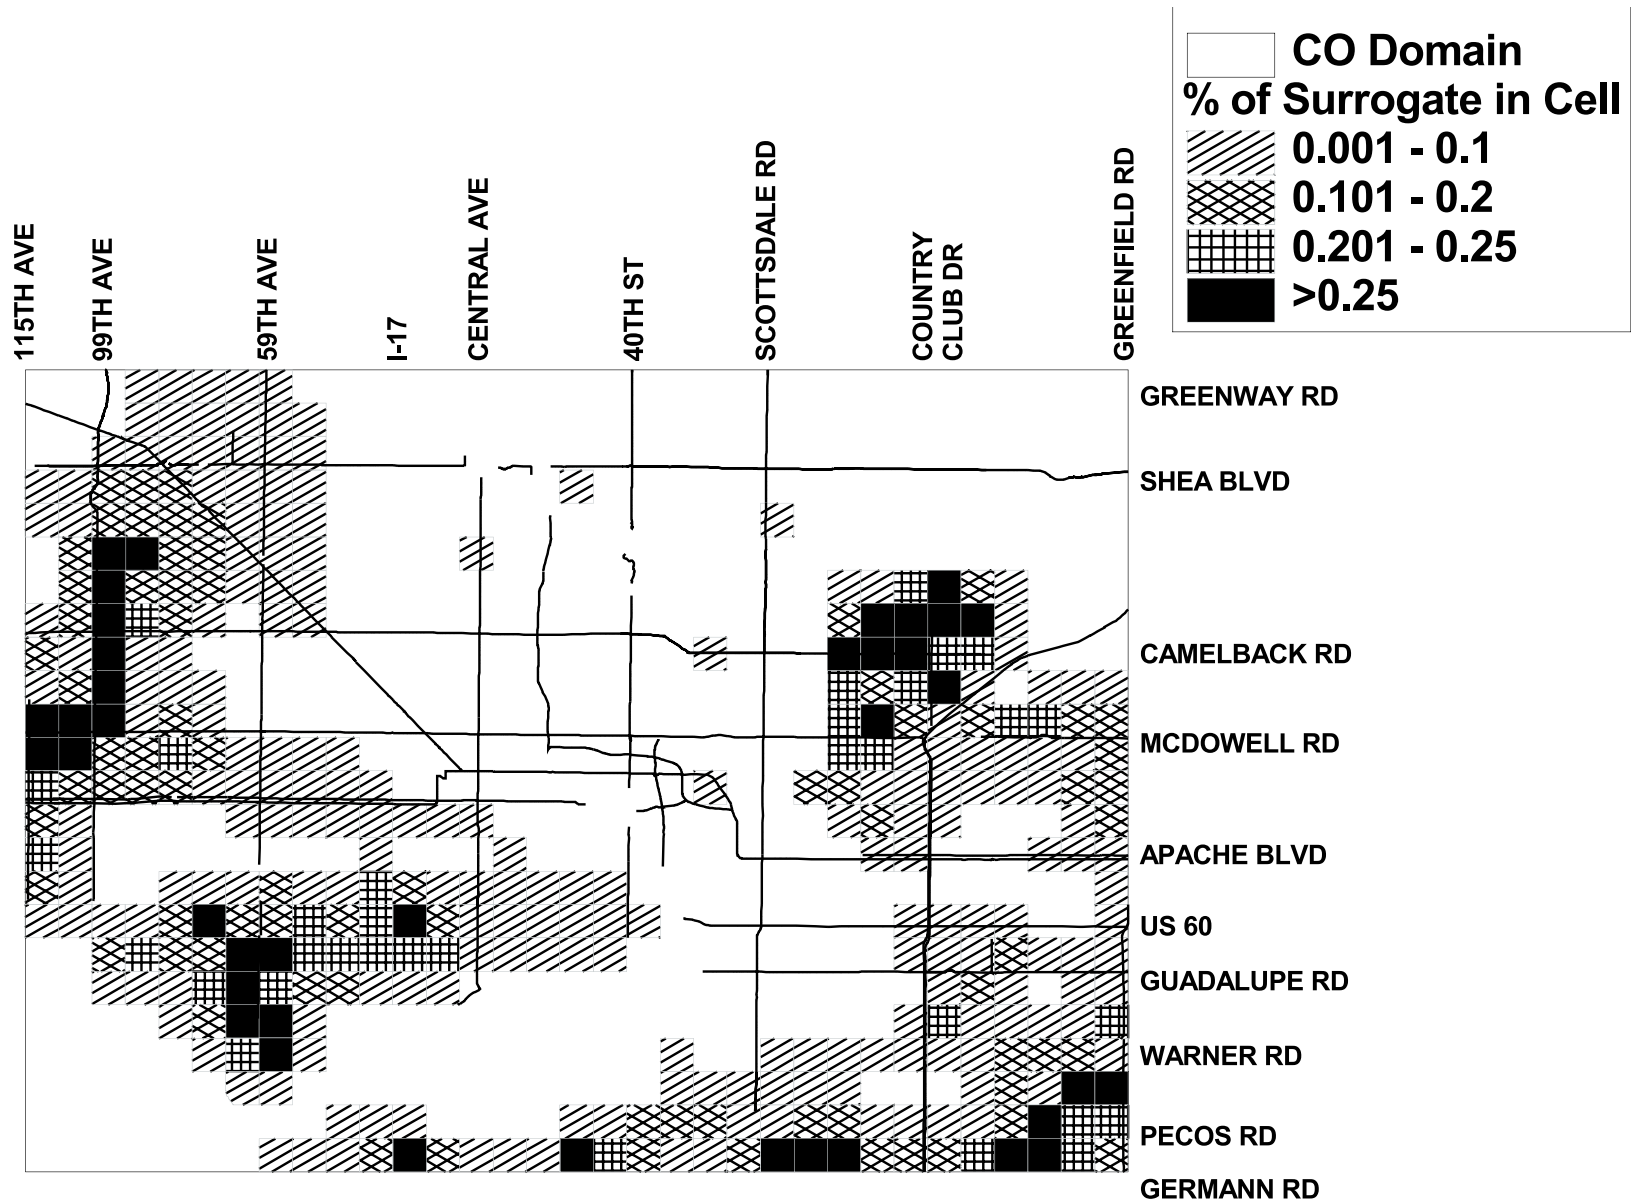 CO Domain
% of Surrogate in Cell
0.001 - 0.1
0.101 - 0.2
0.201 - 0.25
>0.25
115TH AVE
99TH AVE
59TH AVE
I-17
CENTRAL AVE
40TH ST
SCOTTSDALE RD
COUNTRY
CLUB DR
GREENFIELD RD
GREENWAY RD
SHEA BLVD
CAMELBACK RD
MCDOWELL RD
APACHE BLVD
US 60
GUADALUPE RD
WARNER RD
PECOS RD
GERMANN RD